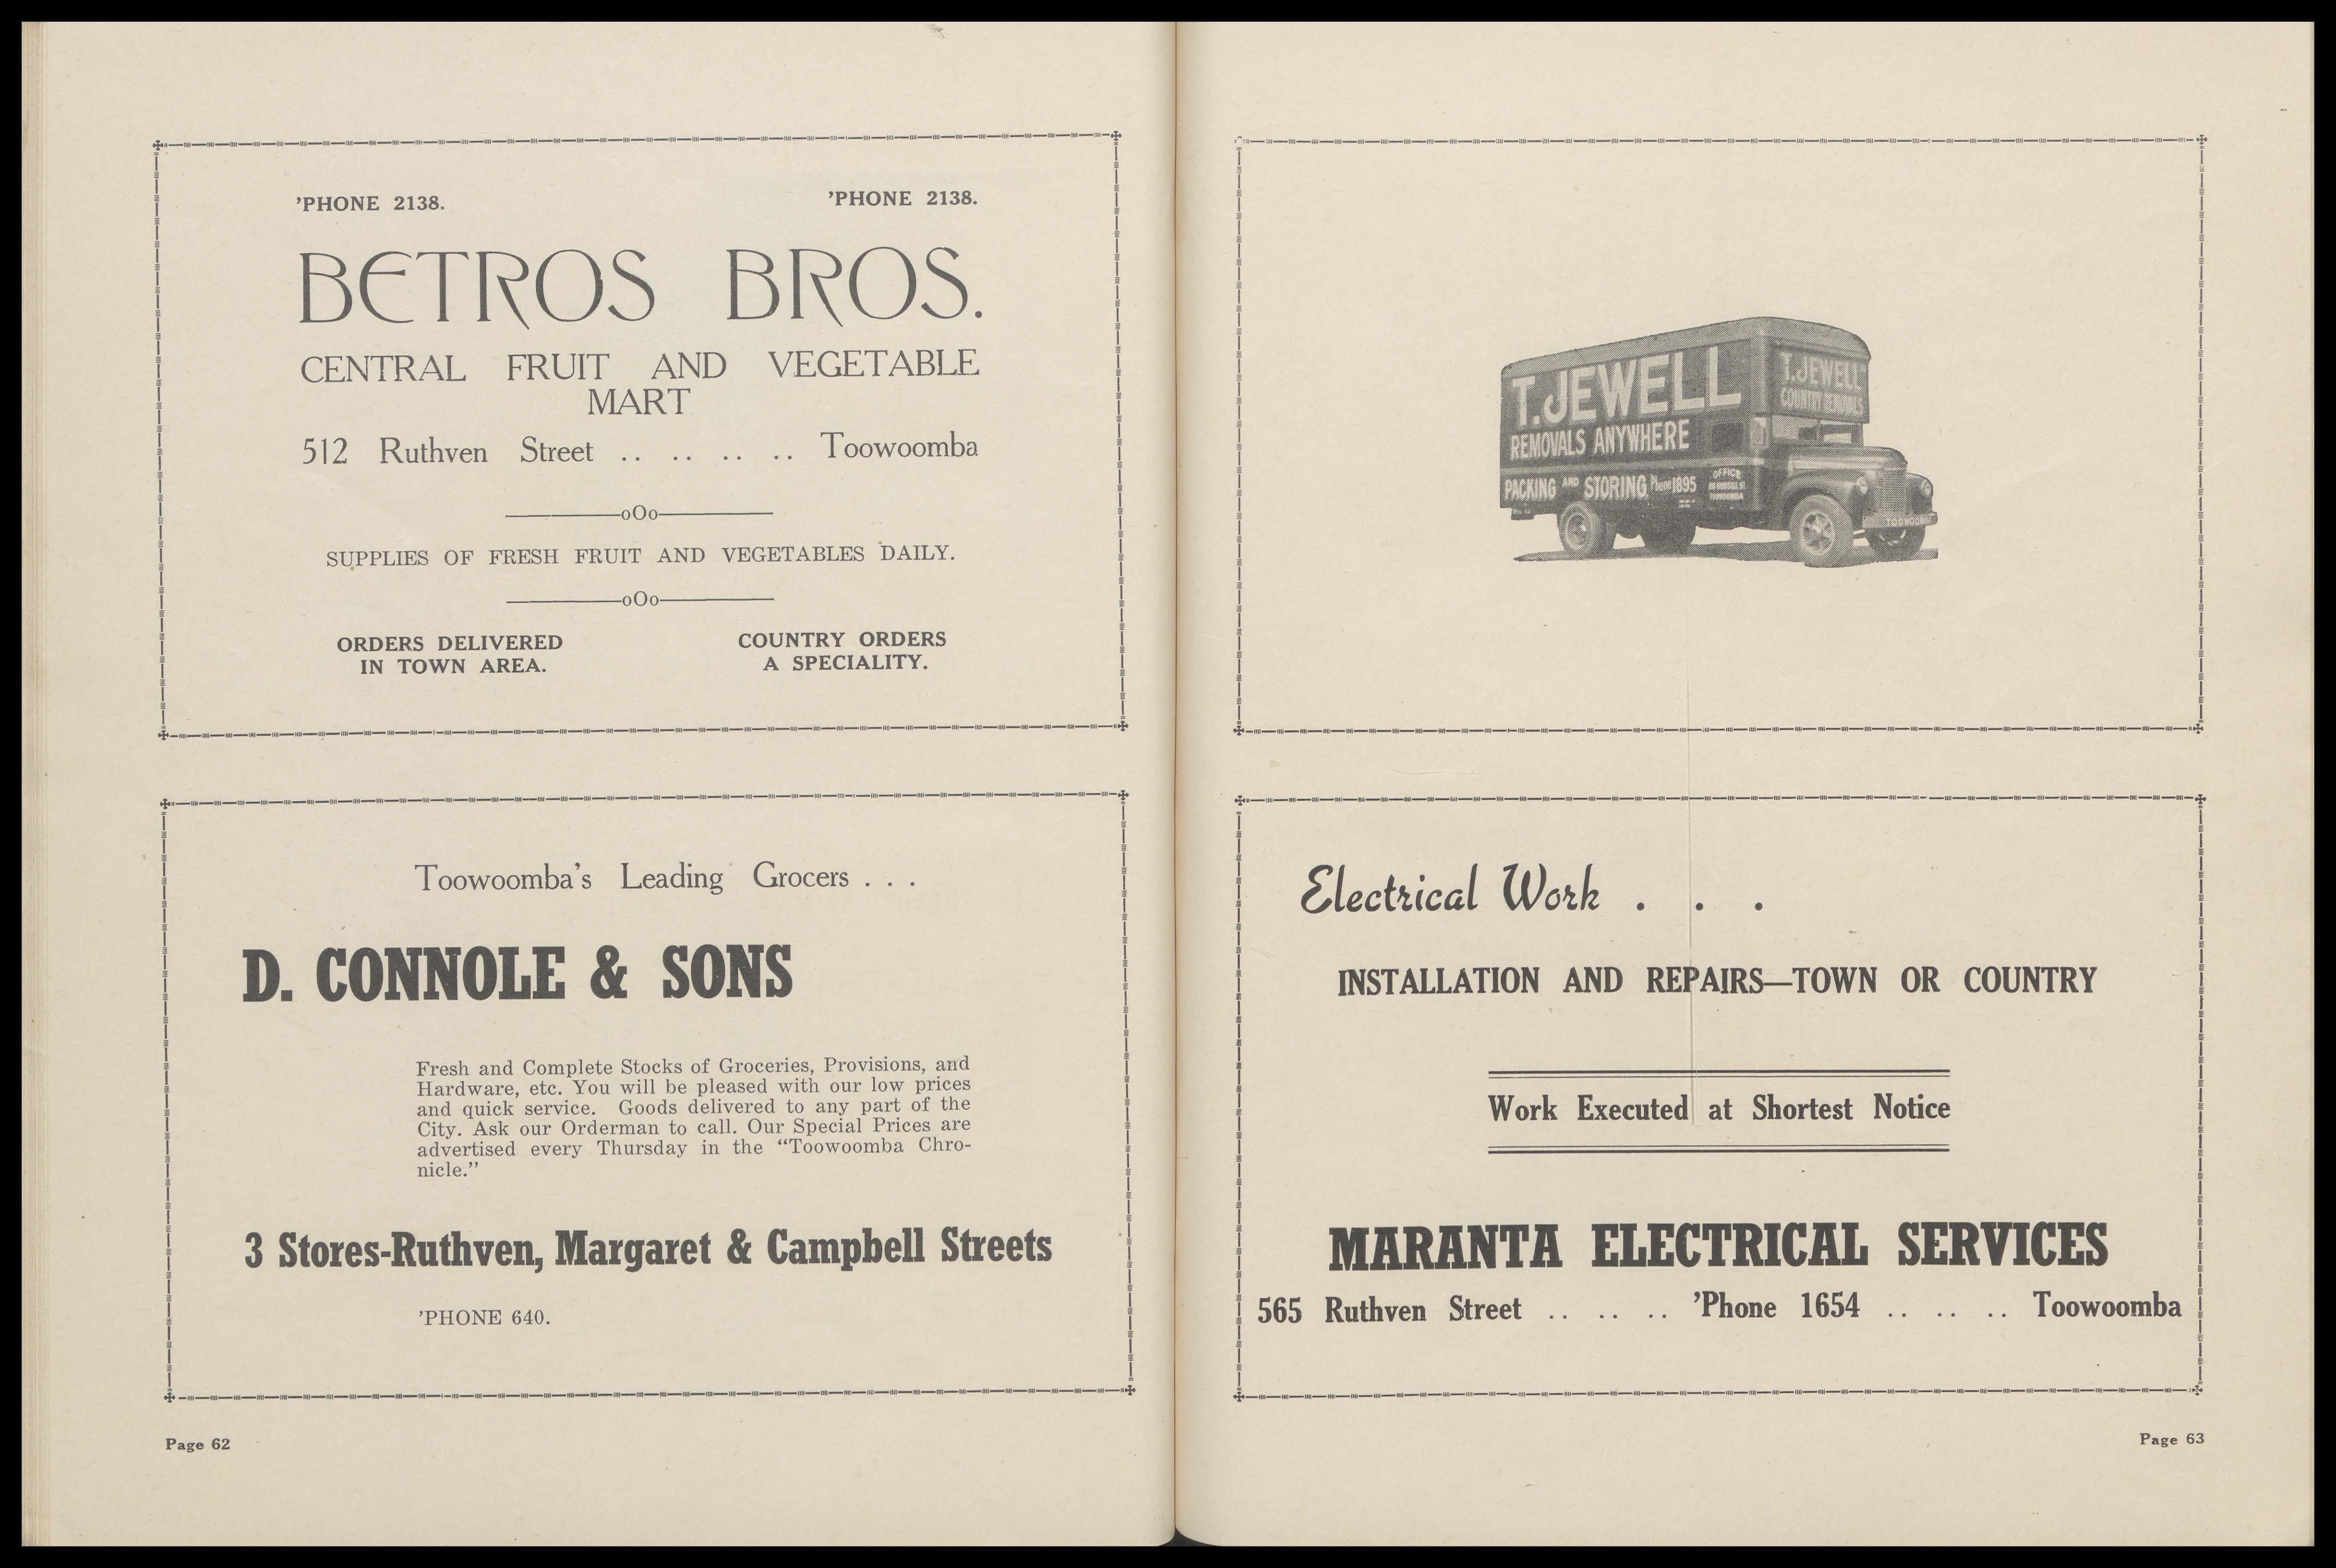 'PHONE 2138. 'PHONE 2138.
BETROS BROS.
CENTRAL FRUIT AND VEGETABLE
MART
512 Ruthven Street .. .. .. .. Toowoomba
oOo
SUPPLIES OF FRESH FRUIT AND VEGETABLES DAILY.
oOo
ORDERS DELIVERED
IN TOWN AREA.
COUNTRY ORDERS
A SPECIALITY.
Toowoomba's Leading Grocers . . .
D. CONNOLE & SONS
Fresh and Complete Stocks of Groceries, Provisions, and
Hardware, etc. You will be pleased with our low prices
and quick service. Goods delivered to any part of the
City. Ask our Orderman to call. Our Special Prices are
advertised every Thursday in the "Toowoomba Chro-
nicle."
3 Stores-Ruthven, Margaret & Campbell Streets
'PHONE 640.
Page 62
T. JEWELL
REMOVALS ANYWHERE
PACKING AND STORING Phone 1895
OFFICE
T. JEWELL
COUNTRY REMOVALS
Electrical Work . . .
INSTALLATION AND REPAIRS—TOWN OR COUNTRY
Work Executed at Shortest Notice
MARANTA ELECTRICAL SERVICES
565 Ruthven Street .. .. .. 'Phone 1654 .. .. .. Toowoomba
Page 63